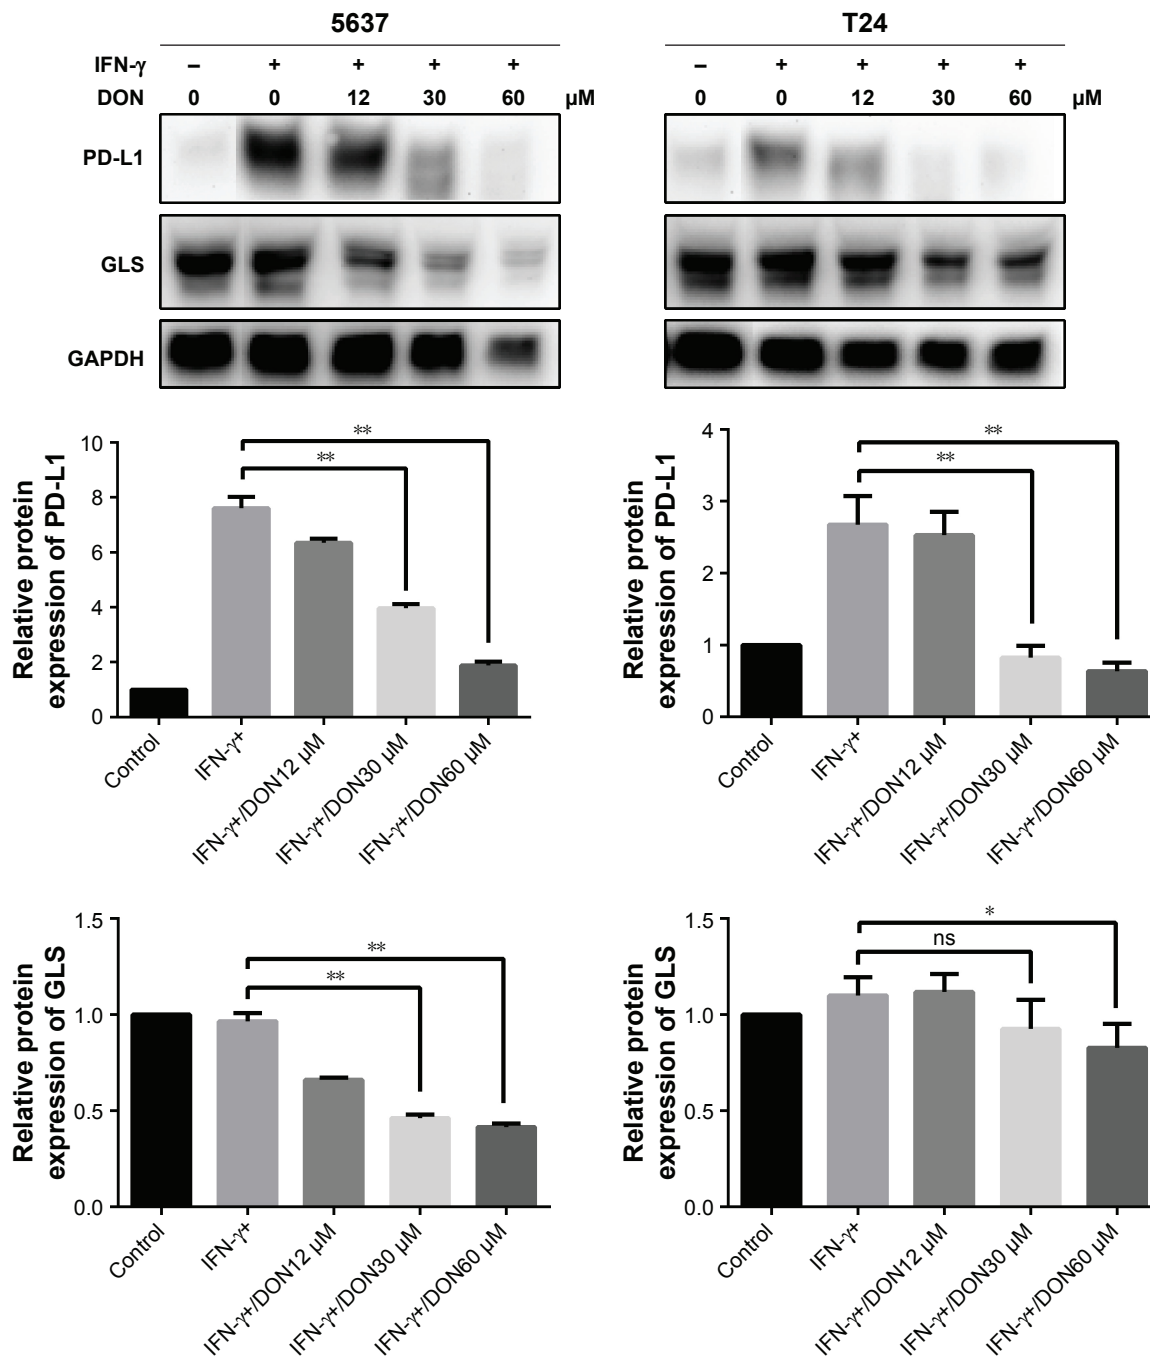 5637
T24
IFN-γ – + + + +
– + + + +
DON 0 0 12 30 60 µM
0 0 12 30 60 µM
PD-L1
GLS
GAPDH
Relative protein
expression of PD-L1
10
8
6
4
2
0
**
**
Control
IFN-γ+
IFN-γ+/DON12 µM
IFN-γ+/DON30 µM
IFN-γ+/DON60 µM
Relative protein
expression of PD-L1
4
3
2
1
0
**
**
Control
IFN-γ+
IFN-γ+/DON12 µM
IFN-γ+/DON30 µM
IFN-γ+/DON60 µM
Relative protein
expression of GLS
1.5
1.0
0.5
0.0
**
**
Control
IFN-γ+
IFN-γ+/DON12 µM
IFN-γ+/DON30 µM
IFN-γ+/DON60 µM
Relative protein
expression of GLS
1.5
1.0
0.5
0.0
*
ns
Control
IFN-γ+
IFN-γ+/DON12 µM
IFN-γ+/DON30 µM
IFN-γ+/DON60 µM